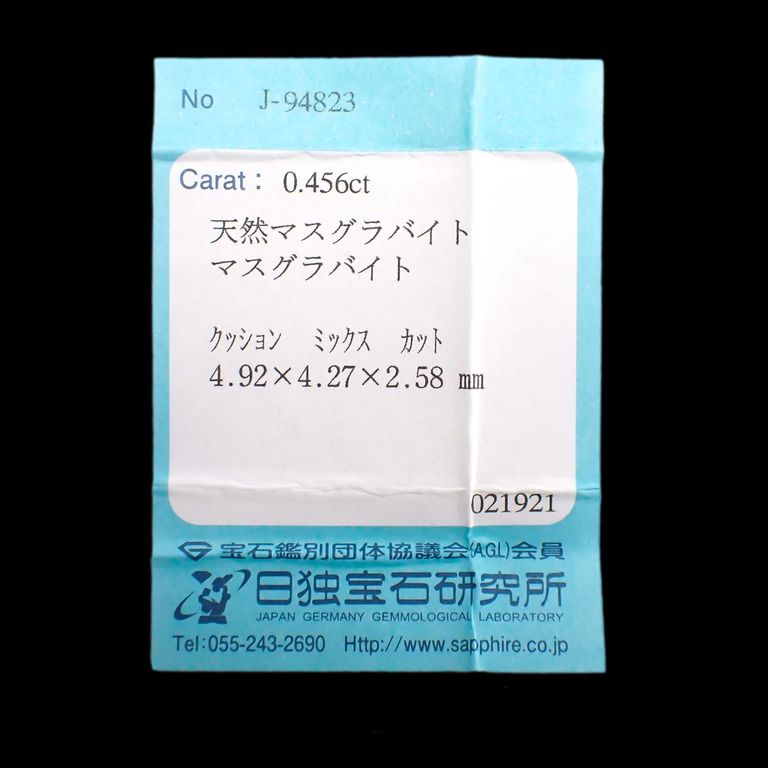 No J-94823
Carat: 0.456ct
天然マスグラバイト
マスグラバイト
ｸｯｼｮﾝ ﾐｯｸｽ ｶｯﾄ
4.92×4.27×2.58 mm
021921
宝石鑑別団体協議会(A.G.L)会員
日独宝石研究所
JAPAN GERMANY GEMMOLOGICAL LABORATORY
Tel:055-243-2690 Http://www.sapphire.co.jp